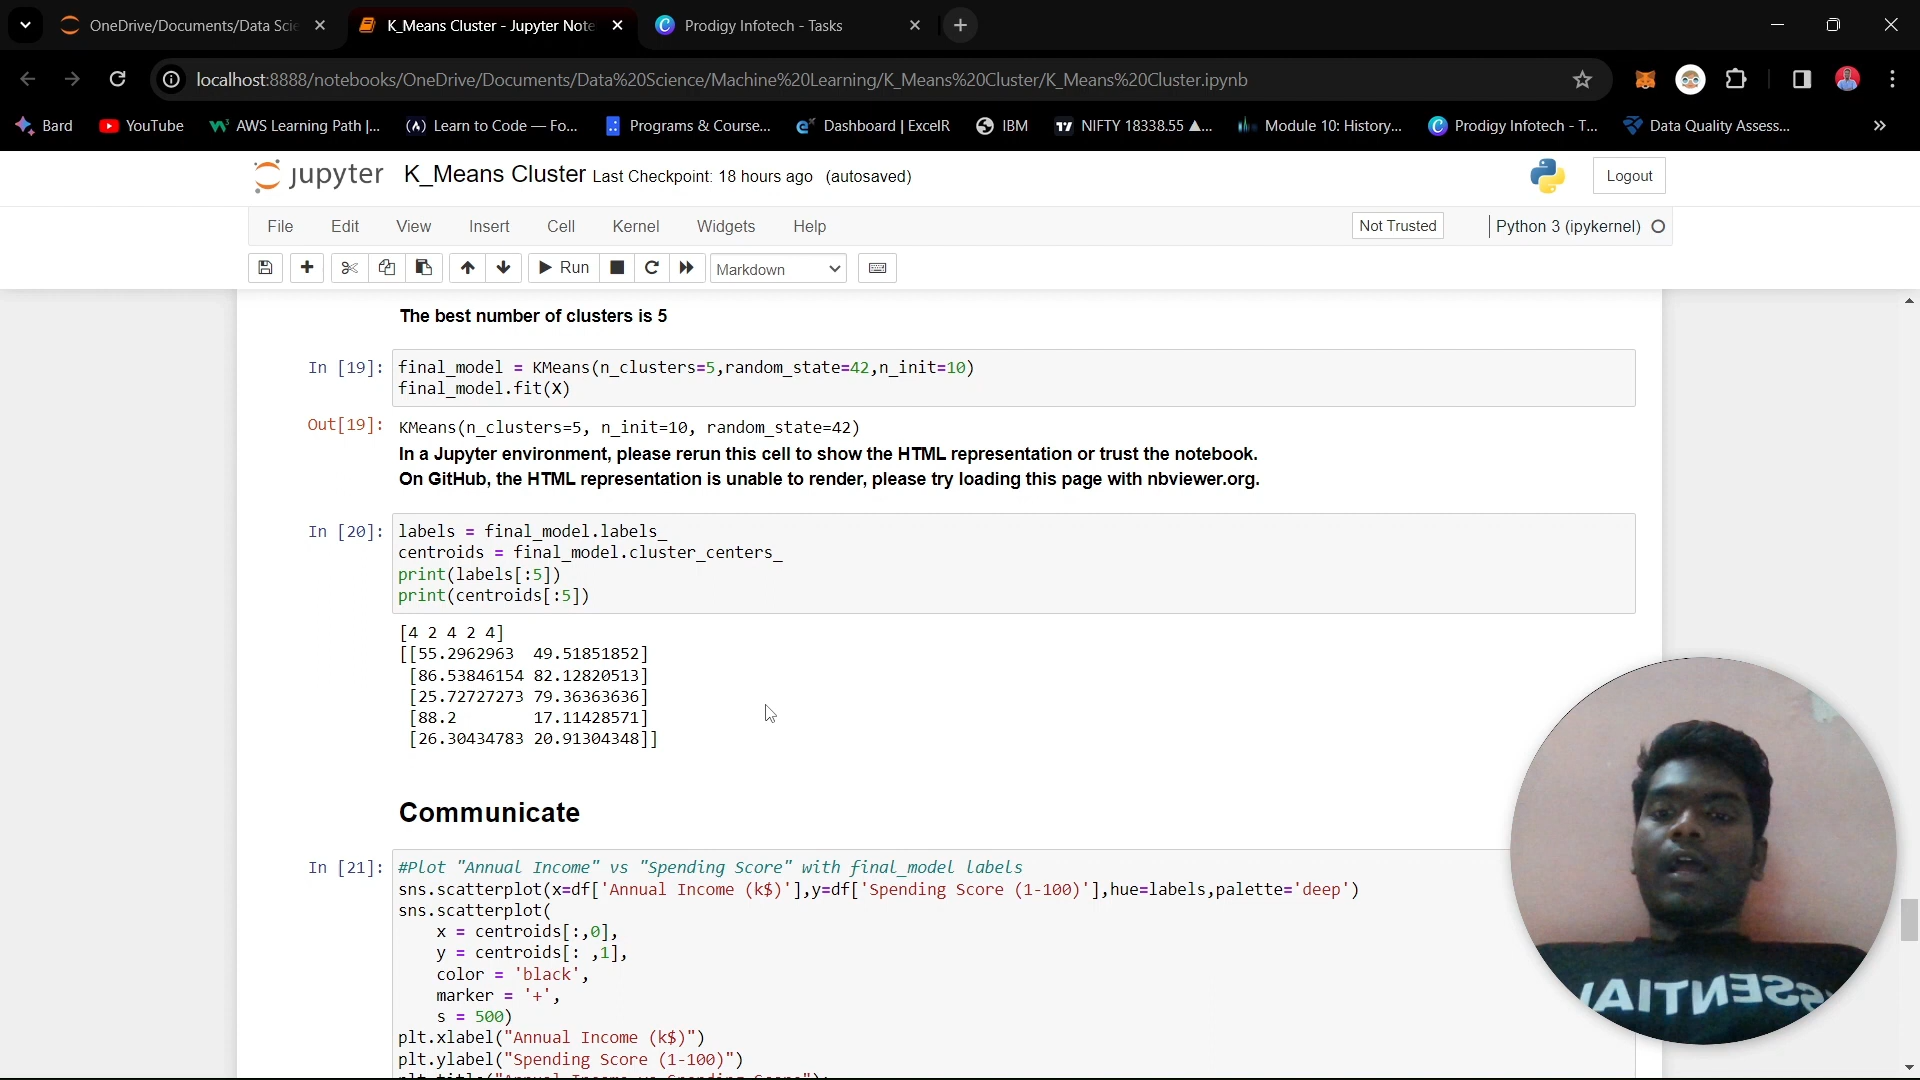 OneDrive/Documents/Data Scie
K_Means Cluster - Jupyter Note
Prodigy Infotech - Tasks
localhost:8888/notebooks/OneDrive/Documents/Data%20Science/Machine%20Learning/K_Means%20Cluster/K_Means%20Cluster.ipynb
Bard
YouTube
AWS Learning Path |...
Learn to Code — Fo...
Programs & Course...
Dashboard | ExcelR
IBM
NIFTY 18338.55 ▲...
Module 10: History...
Prodigy Infotech - T...
Data Quality Assess...
jupyter K_Means Cluster Last Checkpoint: 18 hours ago (autosaved)
Logout
File Edit View Insert Cell Kernel Widgets Help
Not Trusted
Python 3 (ipykernel)
Run
Markdown
The best number of clusters is 5
In [19]: final_model = KMeans(n_clusters=5,random_state=42,n_init=10)
final_model.fit(X)
Out[19]: KMeans(n_clusters=5, n_init=10, random_state=42)
In a Jupyter environment, please rerun this cell to show the HTML representation or trust the notebook.
On GitHub, the HTML representation is unable to render, please try loading this page with nbviewer.org.
In [20]: labels = final_model.labels_
centroids = final_model.cluster_centers_
print(labels[:5])
print(centroids[:5])
[4 2 4 2 4]
[[55.2962963  49.51851852]
[86.53846154 82.12820513]
[25.72727273 79.36363636]
[88.2        17.11428571]
[26.30434783 20.91304348]]
Communicate
In [21]: #Plot "Annual Income" vs "Spending Score" with final_model labels
sns.scatterplot(x=df['Annual Income (k$)'],y=df['Spending Score (1-100)'],hue=labels,palette='deep')
sns.scatterplot(
x = centroids[:,0],
y = centroids[: ,1],
color = 'black',
marker = '+',
s = 500)
plt.xlabel("Annual Income (k$)")
plt.ylabel("Spending Score (1-100)")
plt.title("Annual Income vs Spending Score");